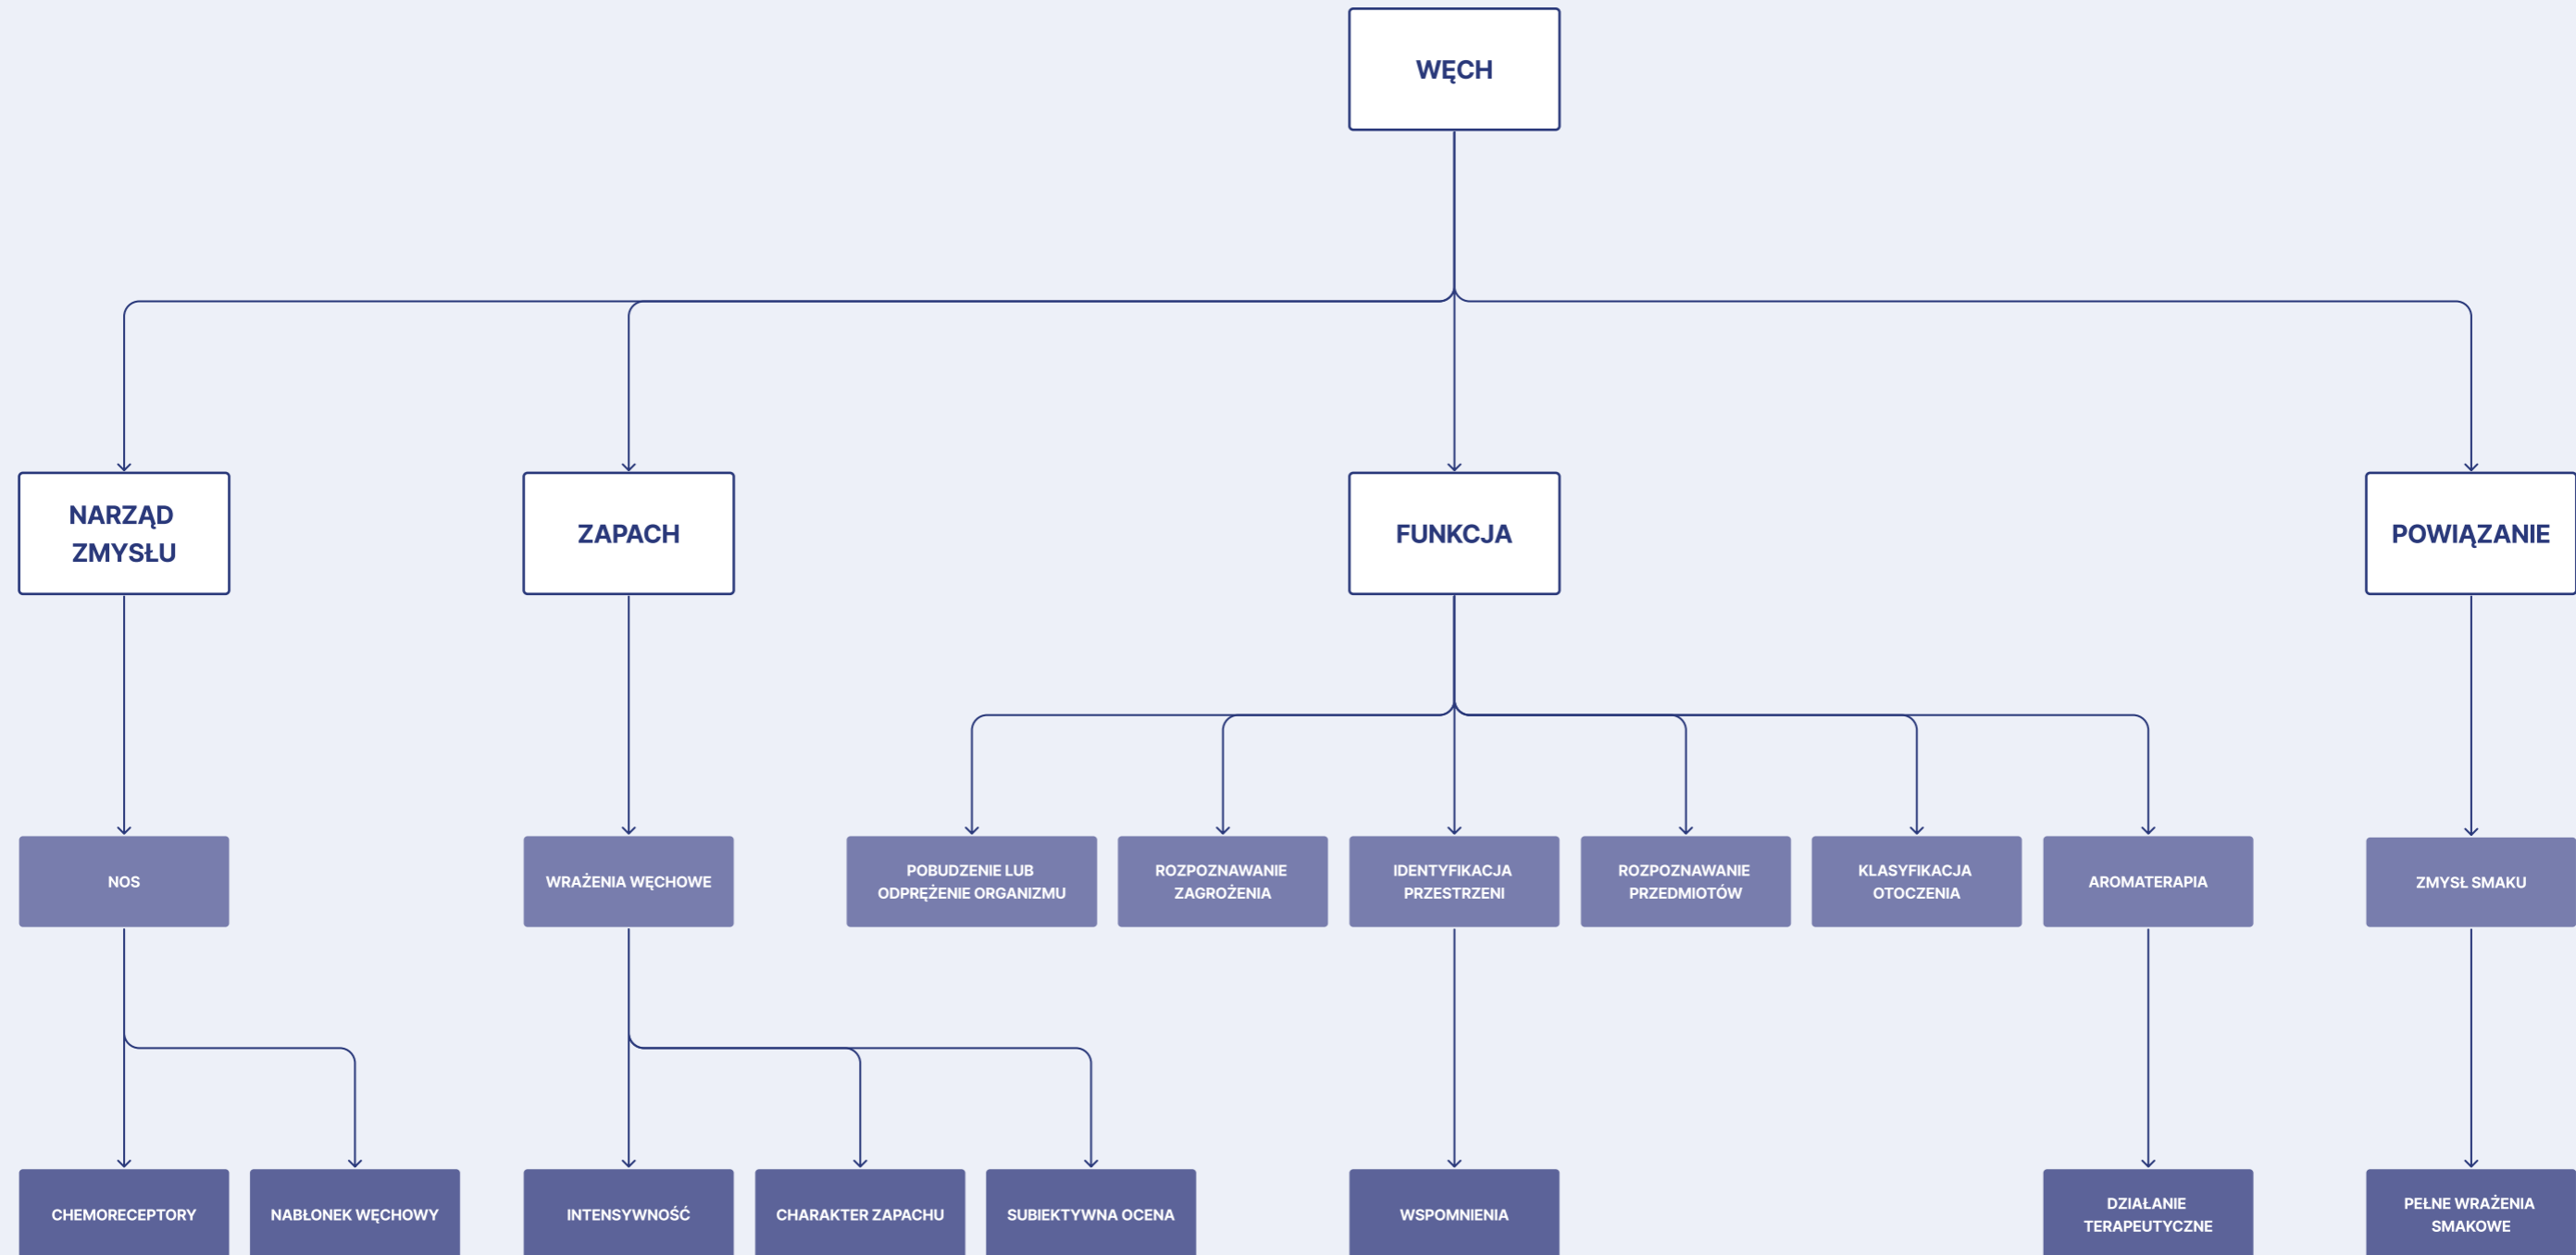 WĘCH
NARZĄD
ZMYSŁU
ZAPACH
FUNKCJA
POWIĄZANIE
NOS
WRAŻENIA WĘCHOWE
POBUDZENIE LUB
ODPRĘŻENIE ORGANIZMU
ROZPOZNAWANIE
ZAGROŻENIA
IDENTYFIKACJA
PRZESTRZENI
ROZPOZNAWANIE
PRZEDMIOTÓW
KLASYFIKACJA
OTOCZENIA
AROMATERAPIA
ZMYSŁ SMAKU
CHEMORECEPTORY
NABŁONEK WĘCHOWY
INTENSYWNOŚĆ
CHARAKTER ZAPACHU
SUBIEKTYWNA OCENA
WSPOMNIENIA
DZIAŁANIE
TERAPEUTYCZNE
PEŁNE WRAŻENIA
SMAKOWE